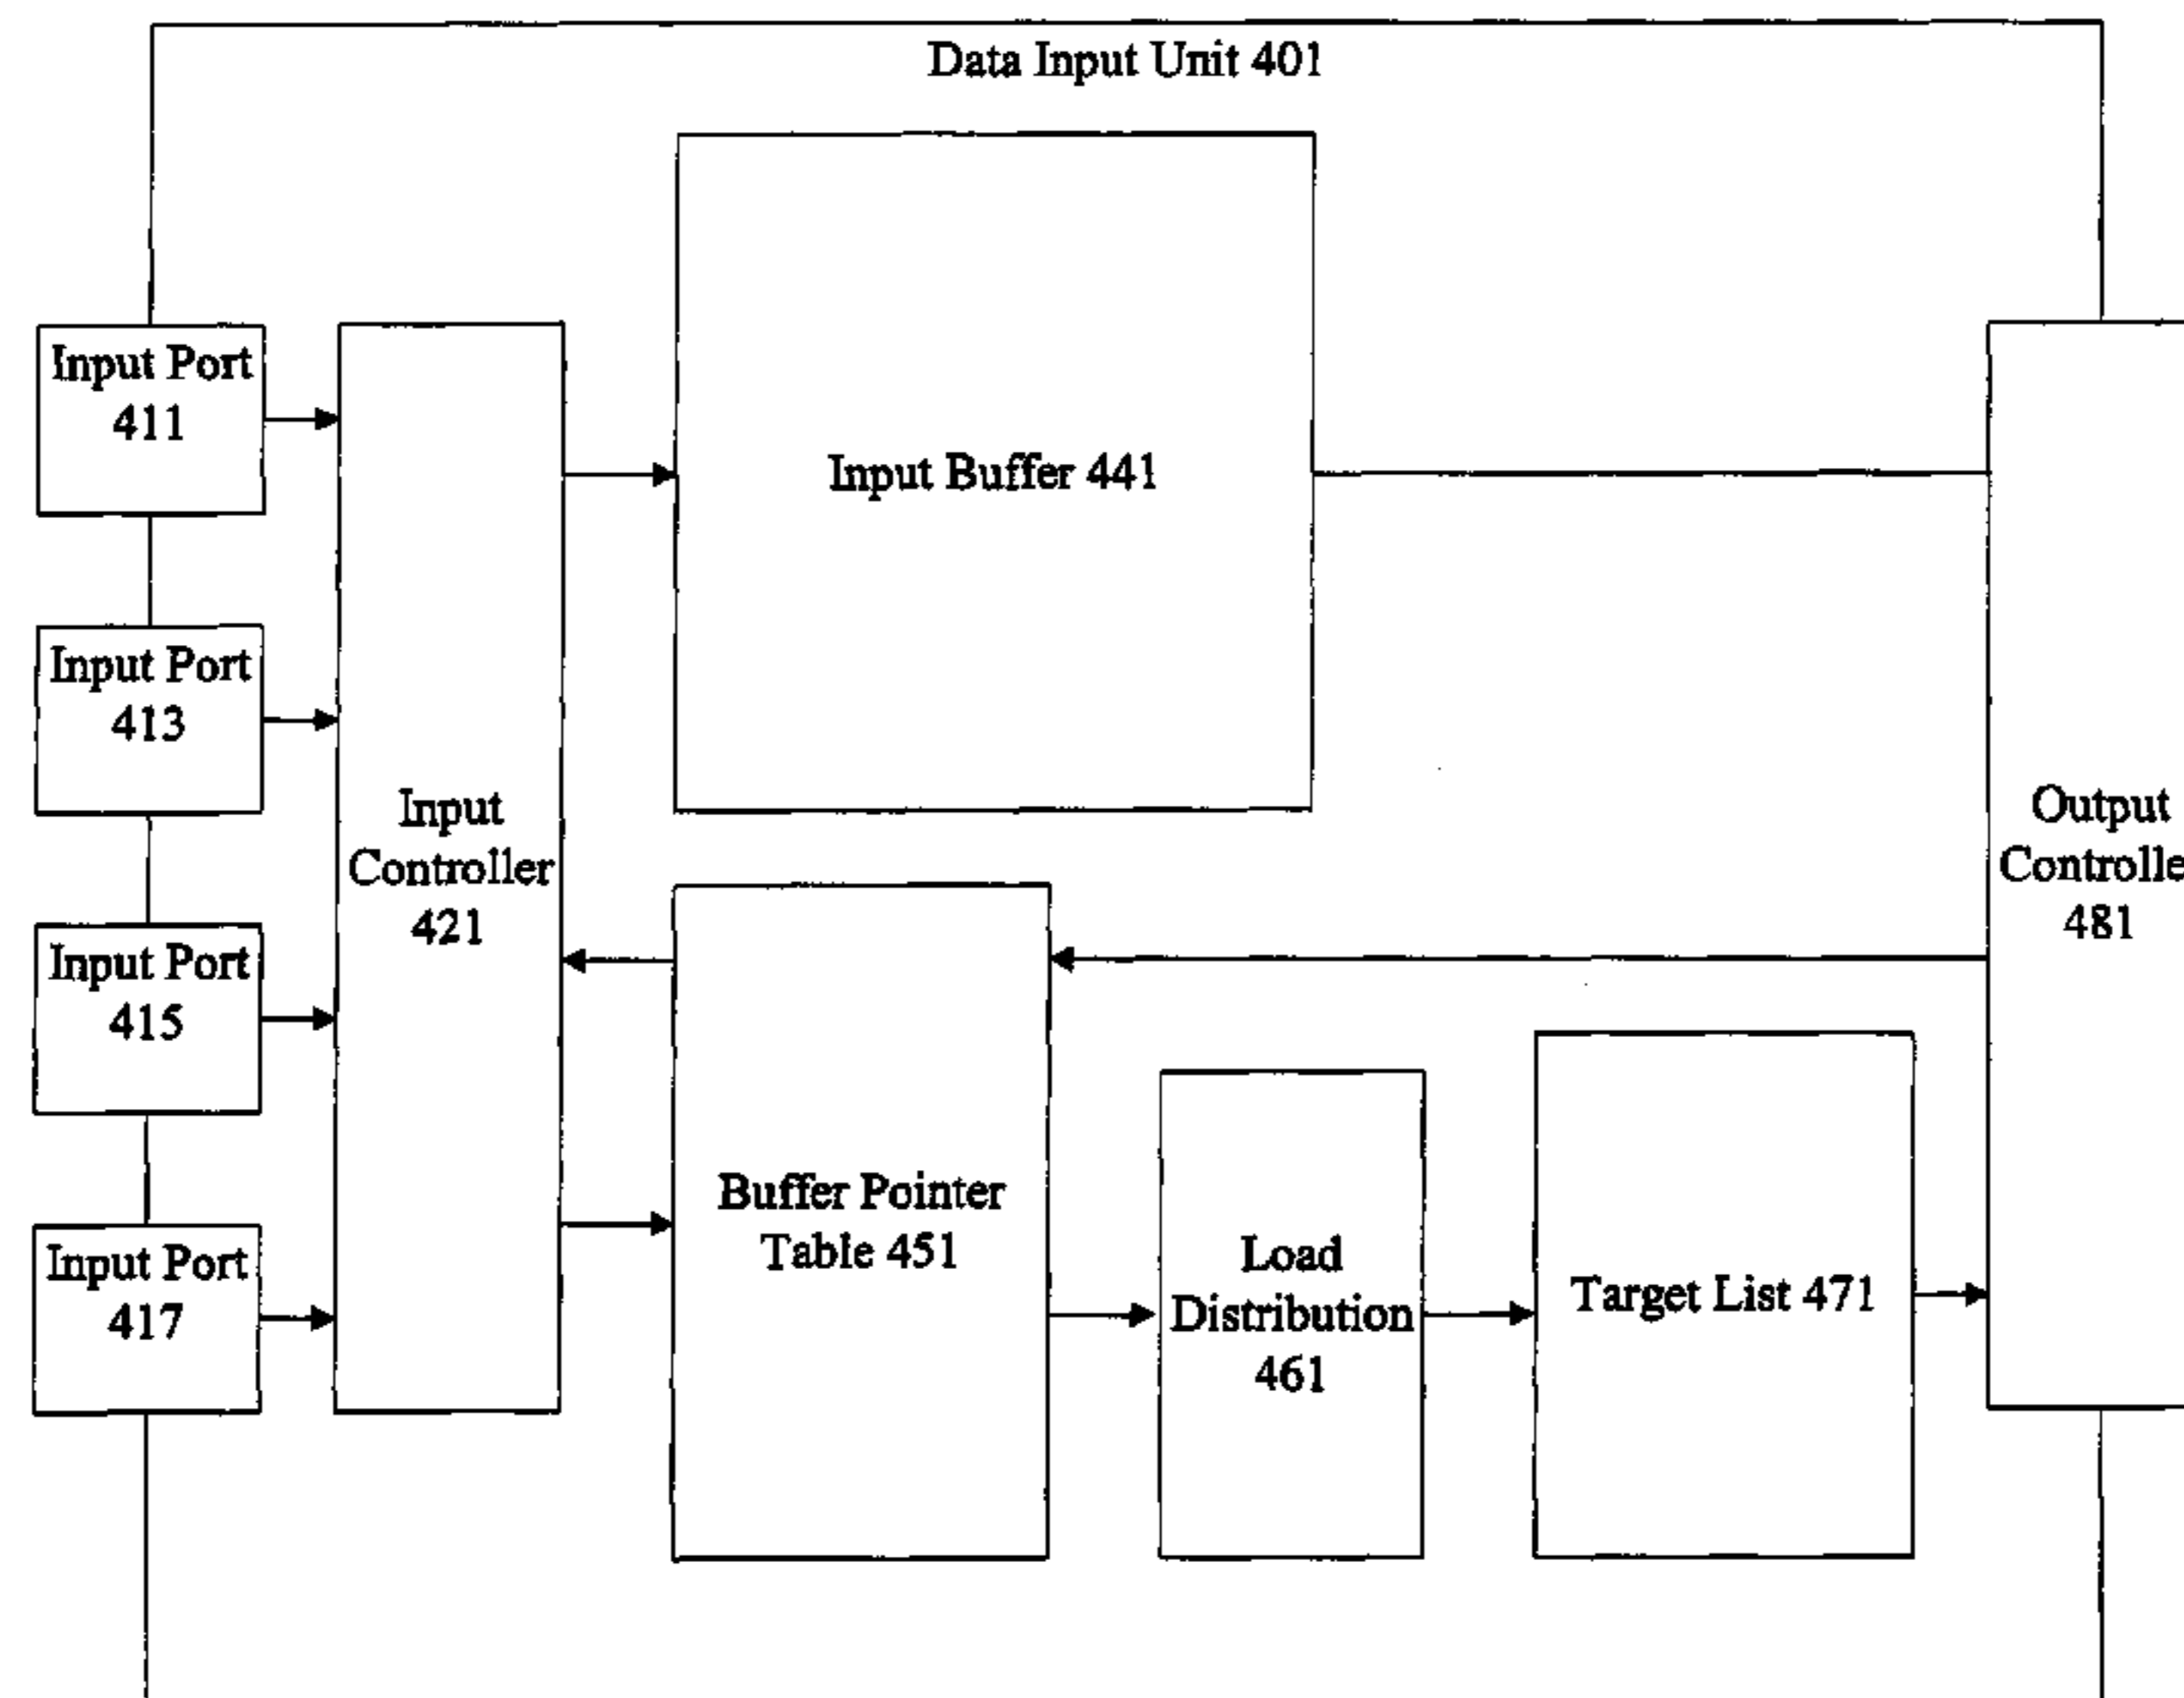 Data Input Unit 401
Input Port
411
Input Port
413
Input Port
415
Input Port
417
Input
Controller
421
Input Buffer 441
Buffer Pointer
Table 451
Load
Distribution
461
Target List 471
Output
Controlle
481